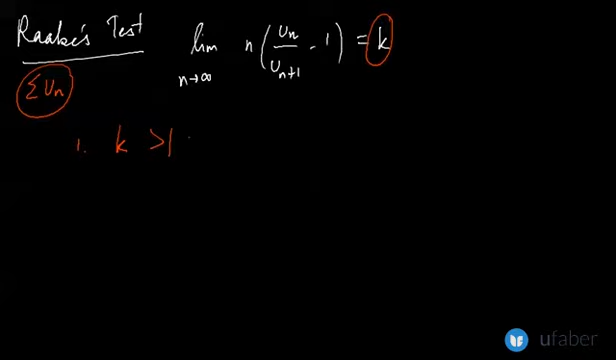 Raabe's Test
lim n→∞ n ( Un / Un+1 - 1 ) = k
Σ Un
1. k >1
ufaber